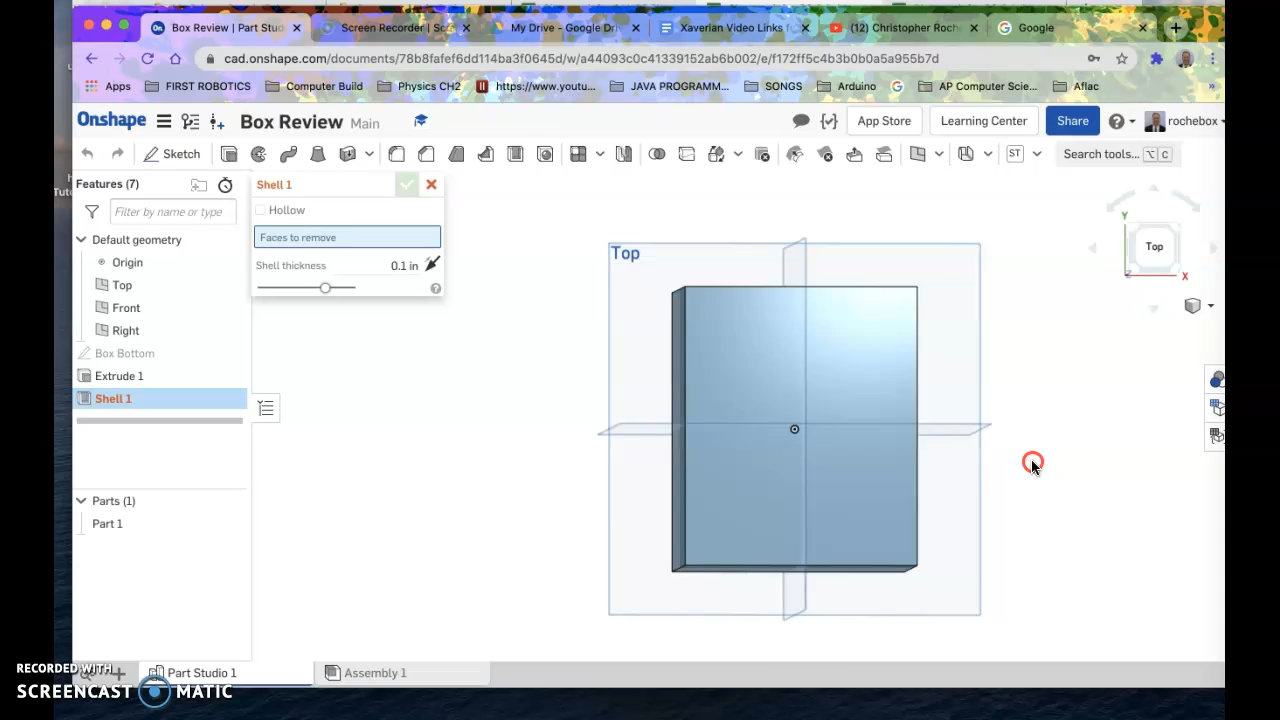 Box Review | Part Studi
Screen Recorder | Scre
My Drive - Google Driv
Xaverian Video Links f
(12) Christopher Roche
Google
cad.onshape.com/documents/78b8fafef6dd114ba3f0645d/w/a44093c0c41339152ab6b002/e/f172ff5c4b3b0b0a5a955b7d
Apps
FIRST ROBOTICS
Computer Build
Physics CH2
https://www.youtu...
JAVA PROGRAMM...
SONGS
Arduino
AP Computer Scie...
Aflac
Onshape
Box Review Main
App Store
Learning Center
Share
rochebox
Sketch
ST
Search tools... ⌥ C
Features (7)
Filter by name or type
Default geometry
Origin
Top
Front
Right
Box Bottom
Extrude 1
Shell 1
Parts (1)
Part 1
Shell 1
Hollow
Faces to remove
Shell thickness 0.1 in
Top
Y
Top
X
Part Studio 1
Assembly 1
RECORDED WITH
SCREENCAST MATIC